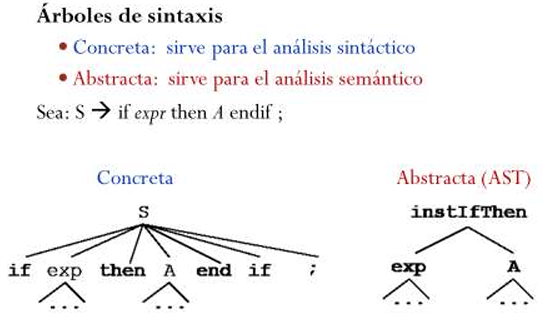 Árboles de sintaxis
• Concreta: sirve para el análisis sintáctico
• Abstracta: sirve para el análisis semántico
Sea: S → if expr then A endif ;
Concreta
Abstracta (AST)
S
if exp then A end if ;
... ...
instIfThen
exp A
... ...